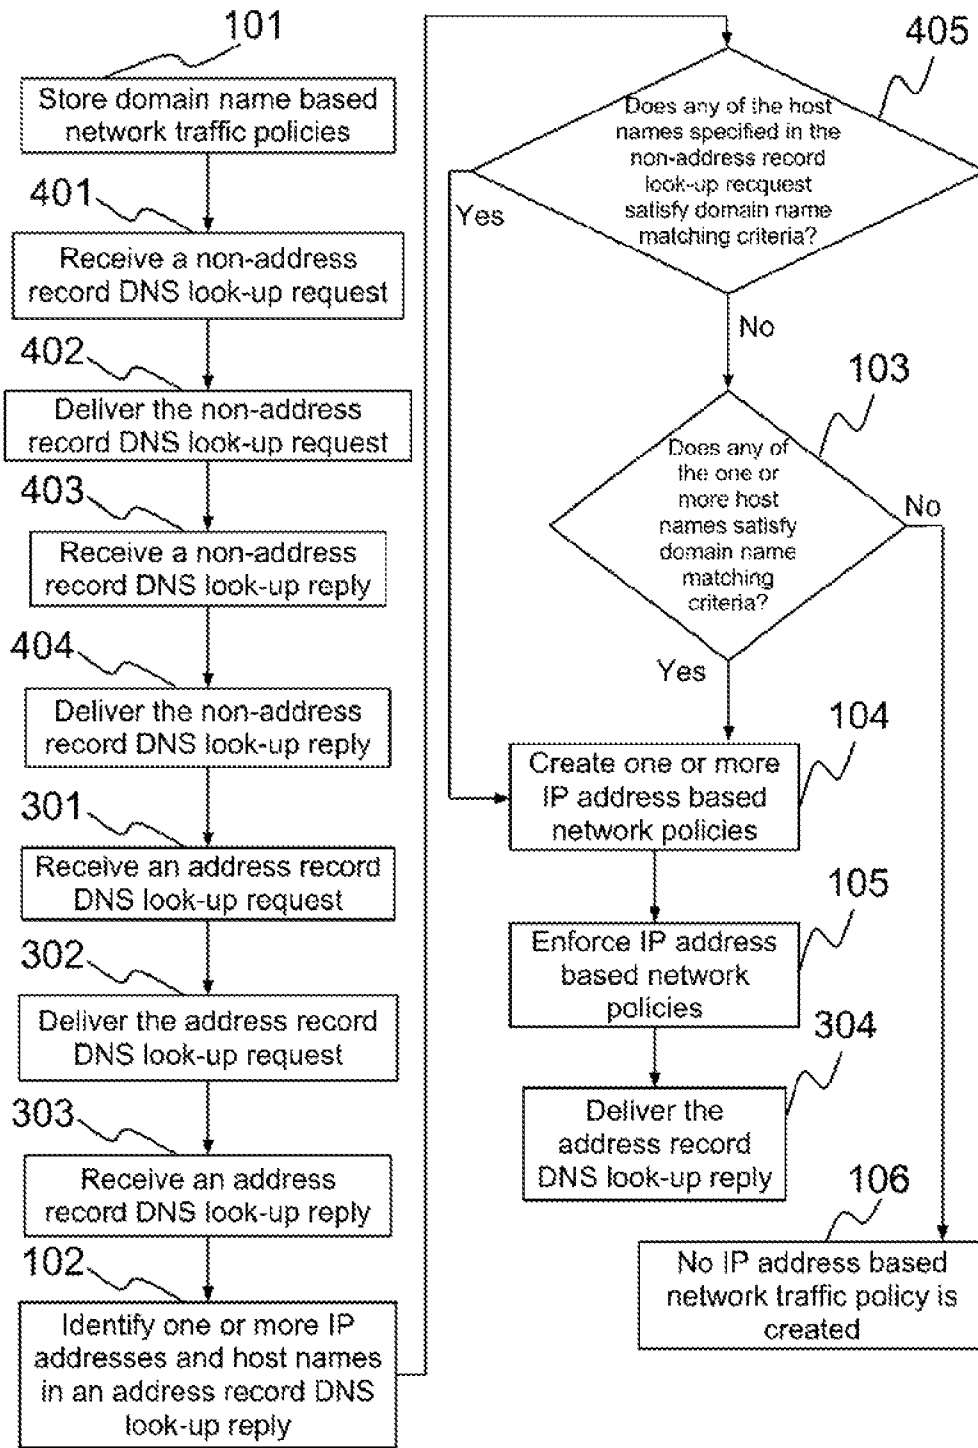 101
Store domain name based
network traffic policies
401
Receive a non-address
record DNS look-up request
402
Deliver the non-address
record DNS look-up request
403
Receive a non-address
record DNS look-up reply
404
Deliver the non-address
record DNS look-up reply
301
Receive an address record
DNS look-up request
302
Deliver the address record
DNS look-up request
303
Receive an address
record DNS look-up reply
102
Identify one or more IP
addresses and host names
in an address record DNS
look-up reply
405
Does any of the host
names specified in the
non-address record
look-up recquest
satisfy domain name
matching criteria?
Yes
No
103
Does any of
the one or
more host
names satisfy
domain name
matching
criteria?
No
Yes
104
Create one or more
IP address based
network policies
105
Enforce IP address
based network
policies
304
Deliver the
address record
DNS look-up reply
106
No IP address based
network traffic policy is
created